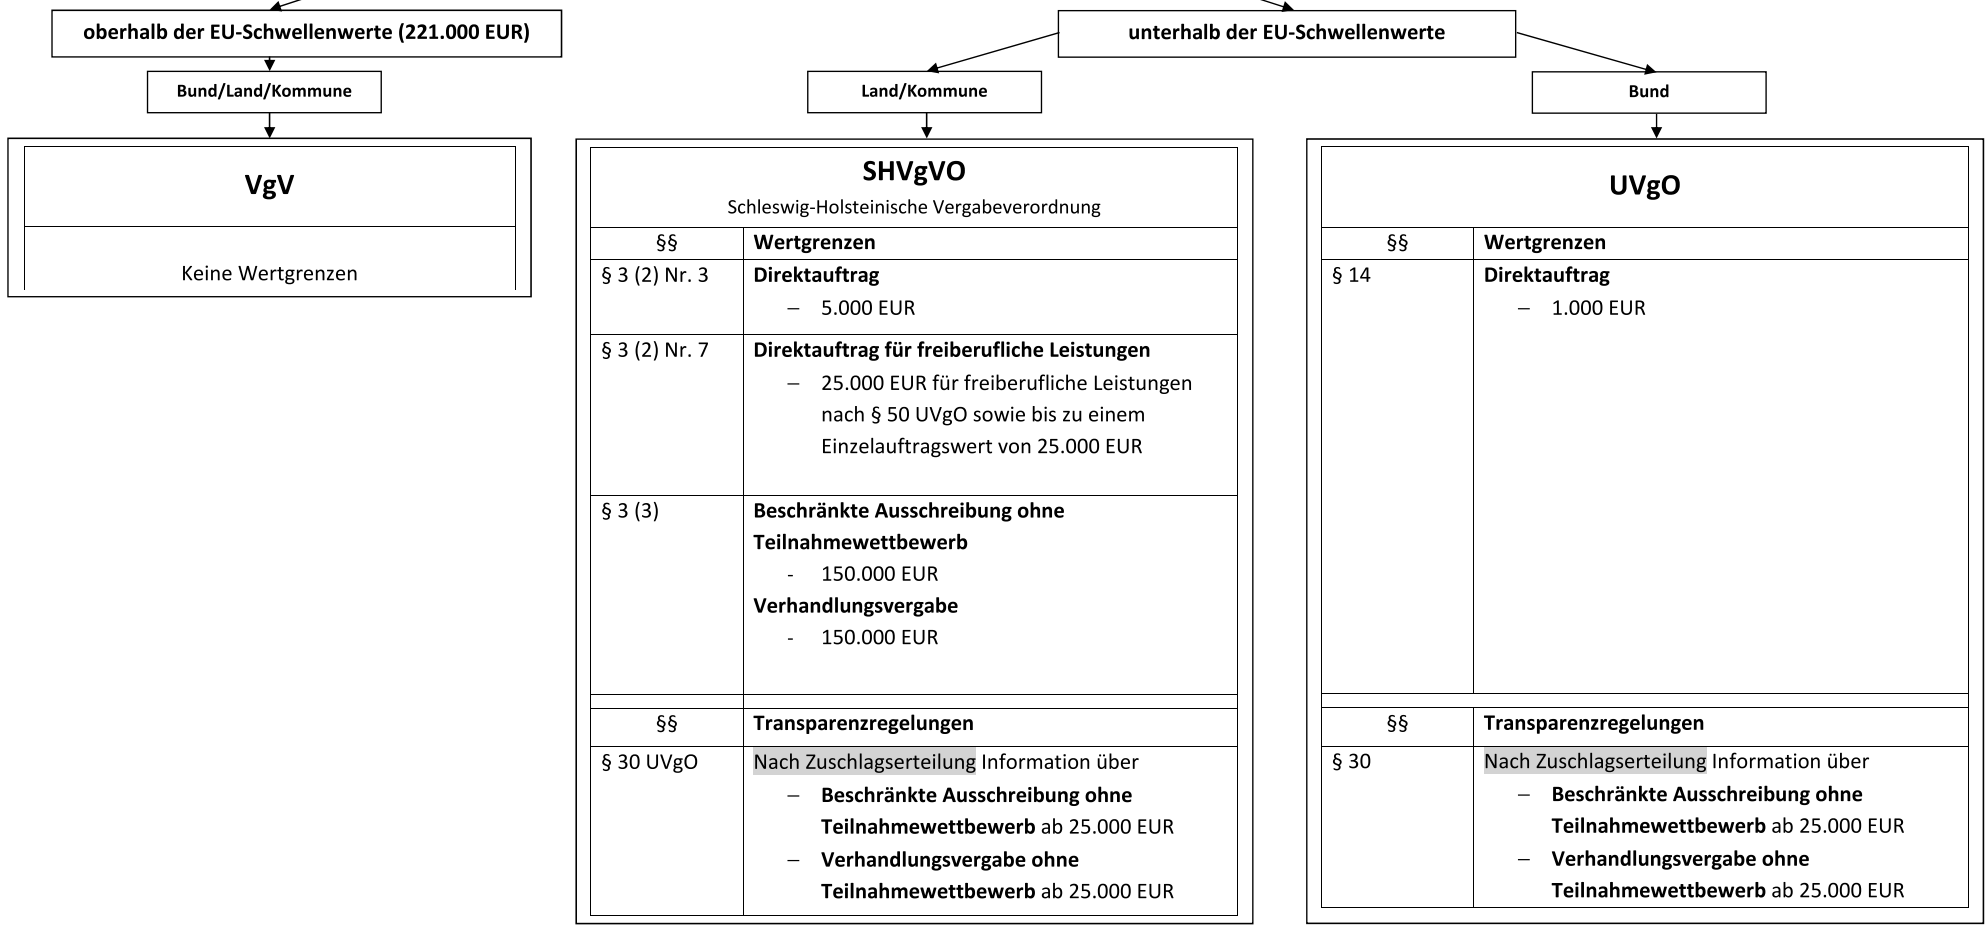 oberhalb der EU-Schwellenwerte (221.000 EUR)
unterhalb der EU-Schwellenwerte
Bund/Land/Kommune
Land/Kommune
Bund
VgV
Keine Wertgrenzen
SHVgVO
Schleswig-Holsteinische Vergabeverordnung
§§ Wertgrenzen
§ 3 (2) Nr. 3 Direktauftrag
– 5.000 EUR
§ 3 (2) Nr. 7 Direktauftrag für freiberufliche Leistungen
– 25.000 EUR für freiberufliche Leistungen
nach § 50 UVgO sowie bis zu einem
Einzelauftragswert von 25.000 EUR
§ 3 (3) Beschränkte Ausschreibung ohne
Teilnahmewettbewerb
- 150.000 EUR
Verhandlungsvergabe
- 150.000 EUR
§§ Transparenzregelungen
§ 30 UVgO Nach Zuschlagserteilung Information über
– Beschränkte Ausschreibung ohne
Teilnahmewettbewerb ab 25.000 EUR
– Verhandlungsvergabe ohne
Teilnahmewettbewerb ab 25.000 EUR
UVgO
§§ Wertgrenzen
§ 14 Direktauftrag
– 1.000 EUR
§§ Transparenzregelungen
§ 30 Nach Zuschlagserteilung Information über
– Beschränkte Ausschreibung ohne
Teilnahmewettbewerb ab 25.000 EUR
– Verhandlungsvergabe ohne
Teilnahmewettbewerb ab 25.000 EUR